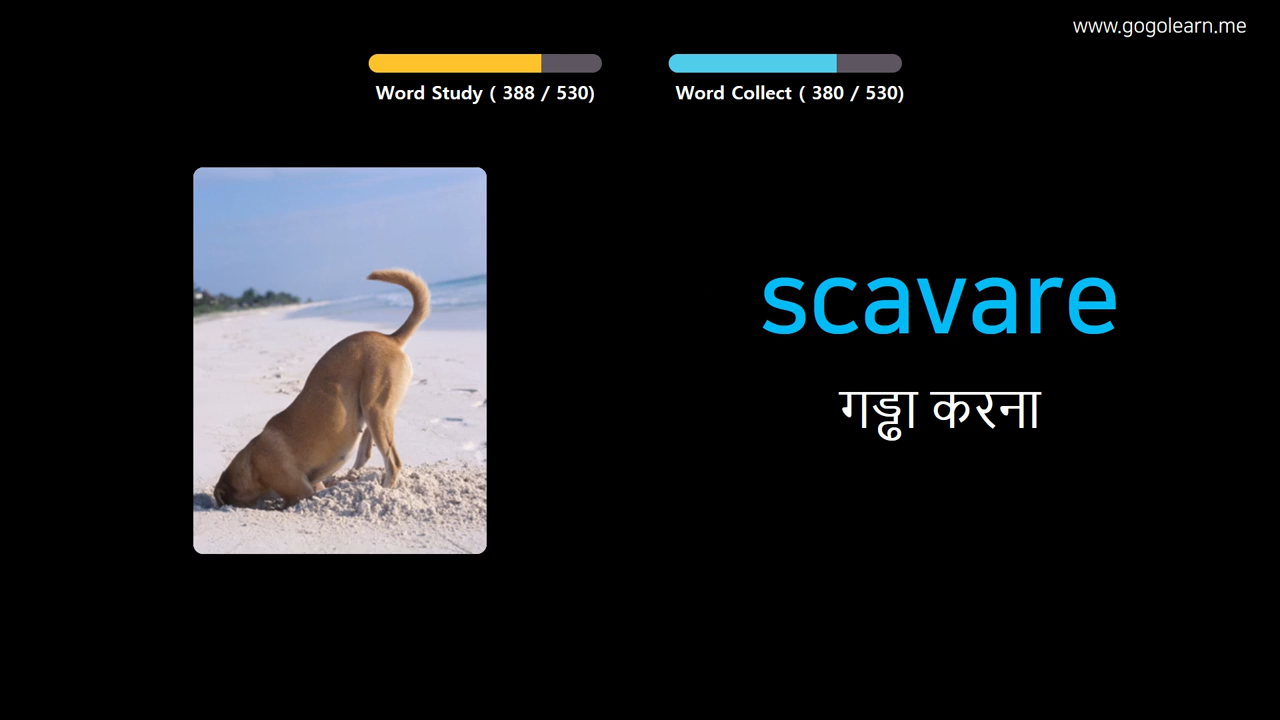 www.gogolearn.me
Word Study ( 388 / 530)
Word Collect ( 380 / 530)
scavare
गड्ढा करना